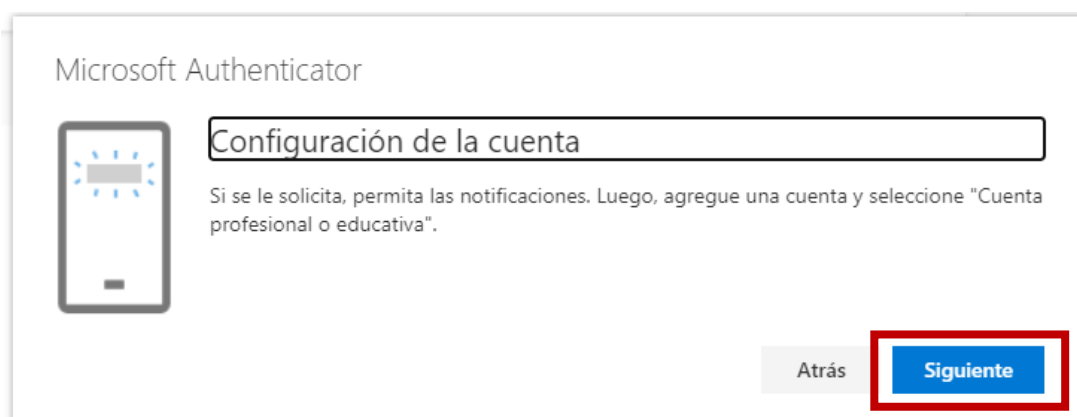 Microsoft Authenticator
Configuración de la cuenta
Si se le solicita, permita las notificaciones. Luego, agregue una cuenta y seleccione "Cuenta
profesional o educativa".
Atrás
Siguiente